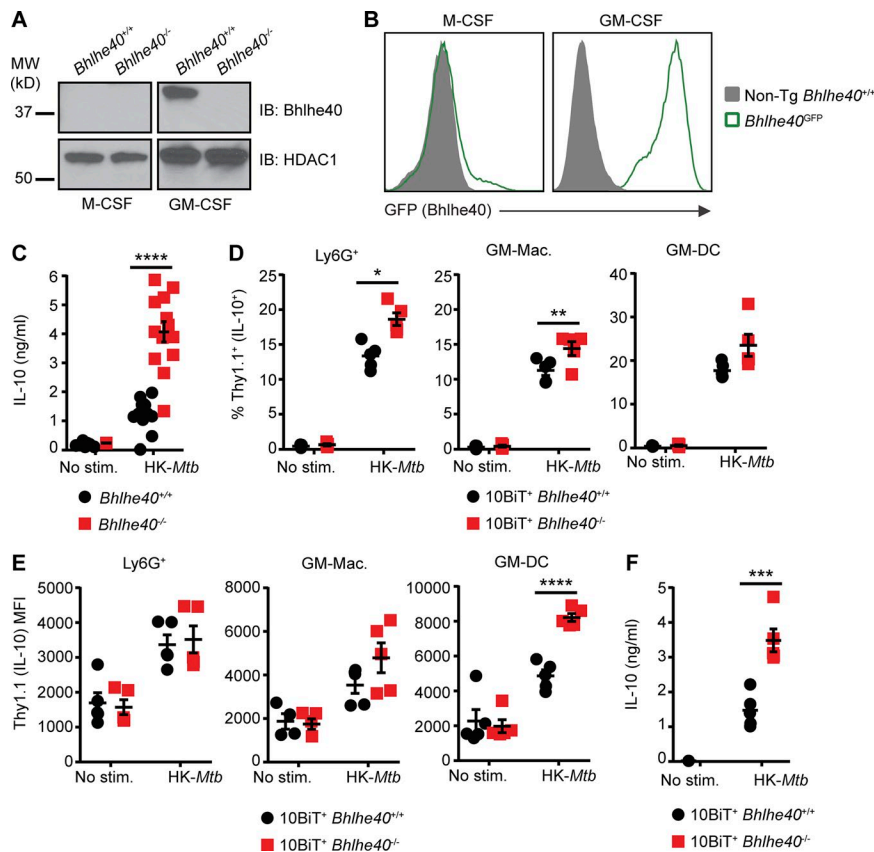 A
Bhlhe40+/+
Bhlhe40-/-
Bhlhe40+/+
Bhlhe40-/-
MW
(kD)
37
IB: Bhlhe40
50
IB: HDAC1
M-CSF
GM-CSF
B
M-CSF
GM-CSF
Non-Tg Bhlhe40+/+
Bhlhe40GFP
GFP (Bhlhe40)
C
IL-10 (ng/ml)
6
5
4
3
2
1
0
****
No stim.
HK-Mtb
Bhlhe40+/+
Bhlhe40-/-
D
% Thy1.1+ (IL-10+)
Ly6G+
25
20
15
10
5
0
*
No stim.
HK-Mtb
GM-Mac.
25
20
15
10
5
0
**
No stim.
HK-Mtb
GM-DC
40
30
20
10
0
No stim.
HK-Mtb
10BiT+ Bhlhe40+/+
10BiT+ Bhlhe40-/-
E
Thy1.1 (IL-10) MFI
Ly6G+
5000
4000
3000
2000
1000
0
No stim.
HK-Mtb
GM-Mac.
8000
6000
4000
2000
0
No stim.
HK-Mtb
GM-DC
10000
8000
6000
4000
2000
0
****
No stim.
HK-Mtb
10BiT+ Bhlhe40+/+
10BiT+ Bhlhe40-/-
F
IL-10 (ng/ml)
5
4
3
2
1
0
***
No stim.
HK-Mtb
10BiT+ Bhlhe40+/+
10BiT+ Bhlhe40-/-